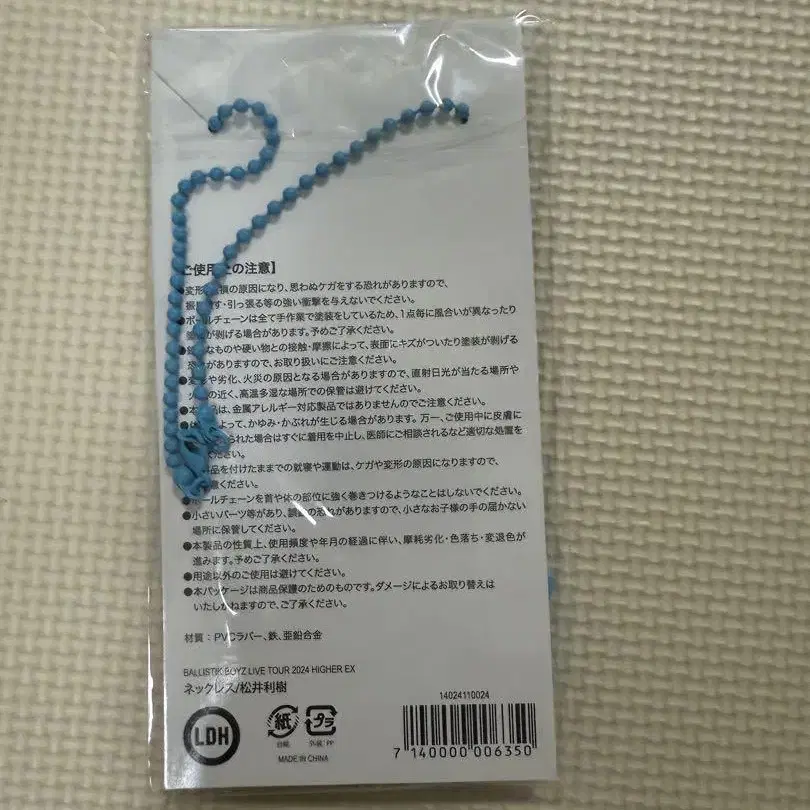 ご使用上の注意】
●変形 損の原因になり、思わぬケガをする恐れがありますので、
振 す・引っ張る等の強い衝撃を与えないでください。
●ボールチェーンは全て手作業で塗装をしているため、1点毎に風合いが異なったり
が剥げる場合があります。予めご了承ください。
●鋭 なものや硬い物との接触・摩擦によって、表面にキズがついたり塗装が剥げる
がありますので、お取り扱いにご注意ください。
●変形や劣化、火災の原因となる場合がありますので、直射日光が当たる場所や
火 の近く、高温多湿な場所での保管は避けてください。
●本 品は、金属アレルギー対応製品ではありませんのでご注意ください。
●体 よって、かゆみ・かぶれが生じる場合があります。万一、ご使用中に皮膚に
られた場合はすぐに着用を中止し、医師にご相談されるなど適切な処置を
ください。
品を付けたままでの就寝や運動は、ケガや変形の原因になりますので、
意ください。
●ボールチェーンを首や体の部位に強く巻きつけるようなことはしないでください。
●小さいパーツ等があり、誤 の恐れがありますので、小さなお子様の手の届かない
場所に保管してください。
●本製品の性質上、使用頻度や年月の経過に伴い、摩耗劣化・色落ち・変退色が
進みます。予めご了承ください。
●用途以外のご使用は避けてください。
●本パッケージは商品保護のためのものです。ダメージによるお取り替えは
いたしかねますので、ご了承ください。
材質：PVCラバー、鉄、亜鉛合金
BALLISTIK BOYZ LIVE TOUR 2024 HIGHER EX
ネックレス/松井利樹
14024110024
LDH
紙
プラ
台紙
外装：PP
MADE IN CHINA
7 140000 006350